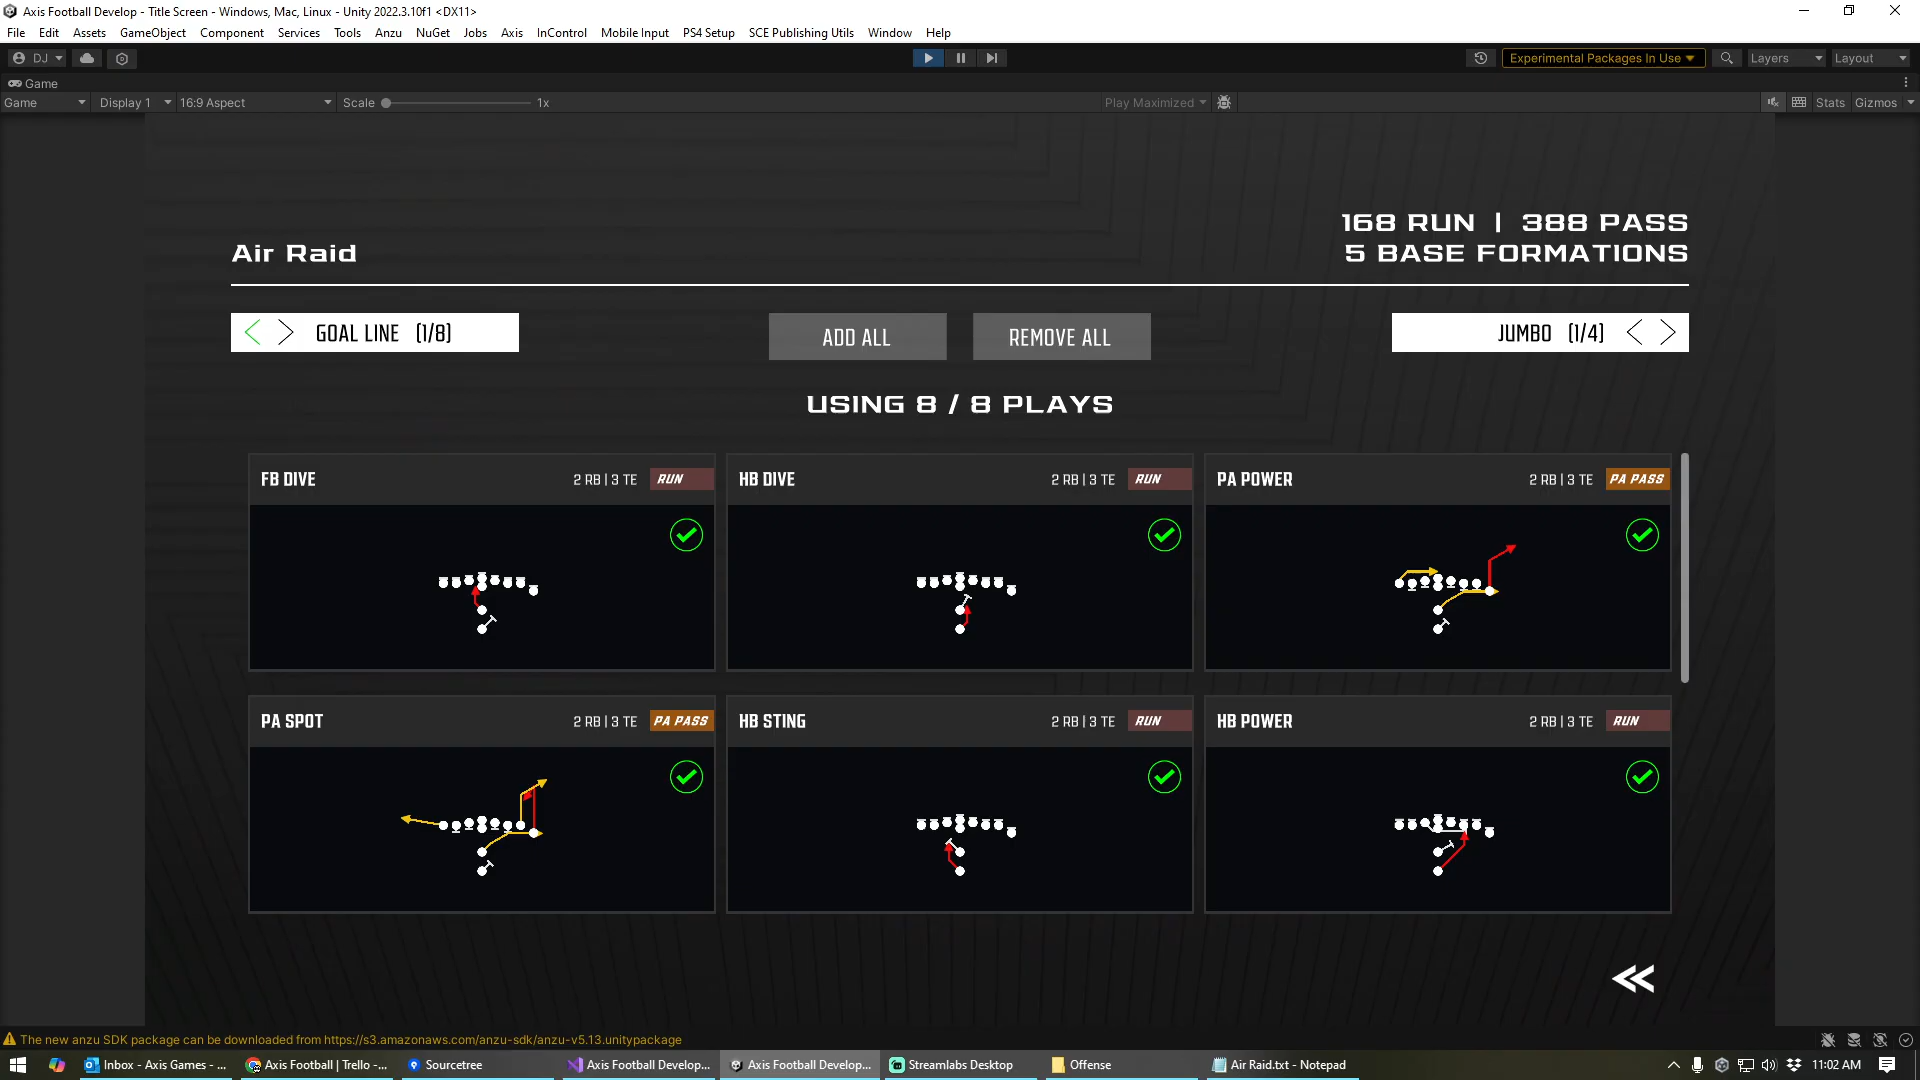 Axis Football Develop - Title Screen - Windows, Mac, Linux - Unity 2022.3.10f1 <DX11>
File Edit Assets GameObject Component Services Tools Anzu NuGet Jobs Axis InControl Mobile Input PS4 Setup SCE Publishing Utils Window Help
DJ Experimental Packages In Use Layers Layout
Game
Game Display 1 16:9 Aspect Scale 1x Play Maximized Stats Gizmos
168 RUN | 388 PASS
Air Raid 5 BASE FORMATIONS
GOAL LINE (1/8) ADD ALL REMOVE ALL JUMBO (1/4)
USING 8 / 8 PLAYS
FB DIVE 2 RB | 3 TE RUN HB DIVE 2 RB | 3 TE RUN PA POWER 2 RB | 3 TE PA PASS
PA SPOT 2 RB | 3 TE PA PASS HB STING 2 RB | 3 TE RUN HB POWER 2 RB | 3 TE RUN
The new anzu SDK package can be downloaded from https://s3.amazonaws.com/anzu-sdk/anzu-v5.13.unitypackage
Inbox - Axis Games - ... Axis Football | Trello -... Sourcetree Axis Football Develop... Axis Football Develop... Streamlabs Desktop Offense Air Raid.txt - Notepad 11:02 AM